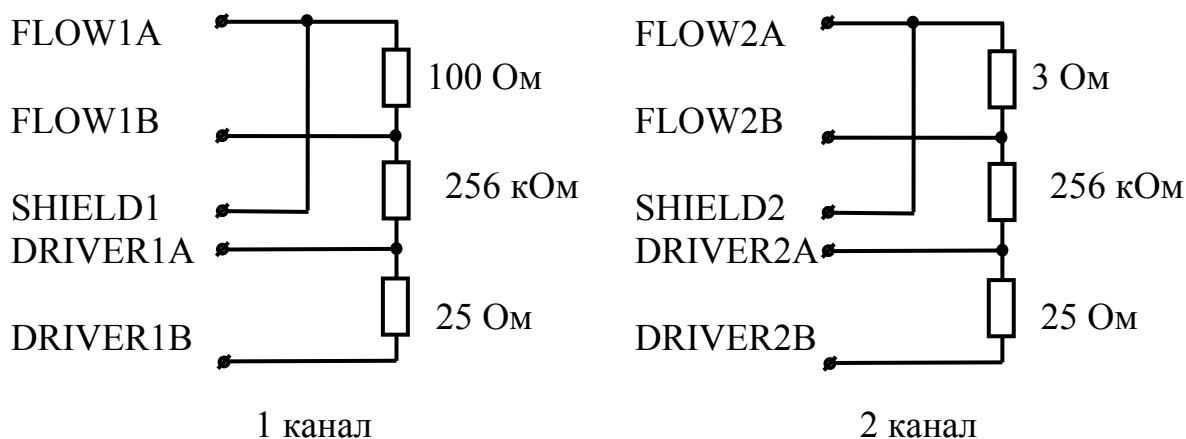 FLOW1A
100 Ом
FLOW1B
256 кОм
SHIELD1
DRIVER1A
25 Ом
DRIVER1B
1 канал
FLOW2A
3 Ом
FLOW2B
256 кОм
SHIELD2
DRIVER2A
25 Ом
DRIVER2B
2 канал